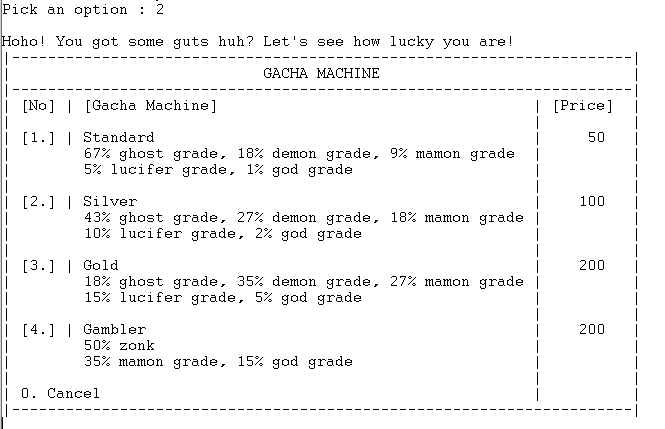 Pick an option : 2
Hoho! You got some guts huh? Let's see how lucky you are!
GACHA MACHINE
[No] | [Gacha Machine] | [Price]
[1.] | Standard | 50
67% ghost grade, 18% demon grade, 9% mamon grade
5% lucifer grade, 1% god grade
[2.] | Silver | 100
43% ghost grade, 27% demon grade, 18% mamon grade
10% lucifer grade, 2% god grade
[3.] | Gold | 200
18% ghost grade, 35% demon grade, 27% mamon grade
15% lucifer grade, 5% god grade
[4.] | Gambler | 200
50% zonk
35% mamon grade, 15% god grade
0. Cancel